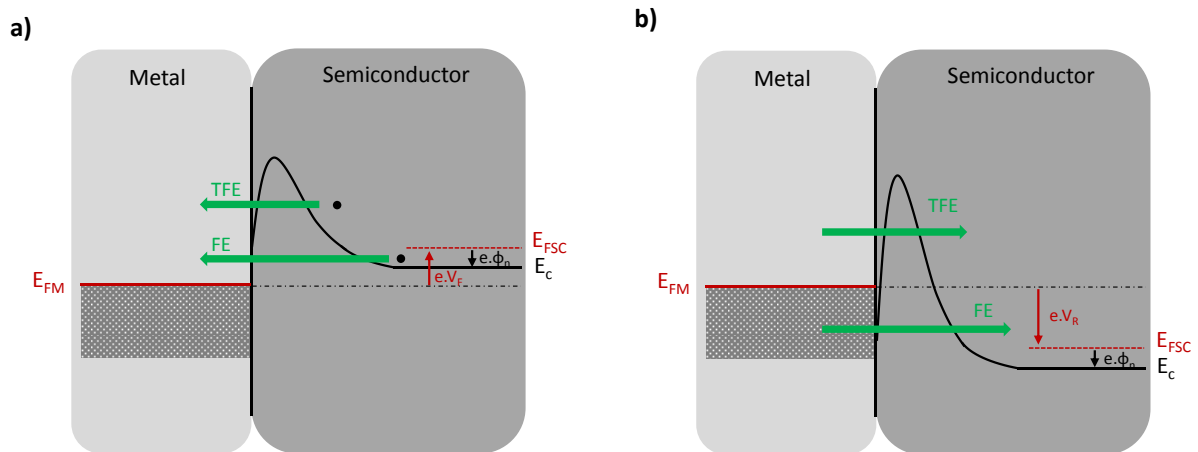 a)
Metal
Semiconductor
TFE
FE
E_FSC
e.ϕ_n
E_c
e.V_F
E_FM
b)
Metal
Semiconductor
TFE
E_FM
e.V_R
FE
E_FSC
e.ϕ_n
E_c